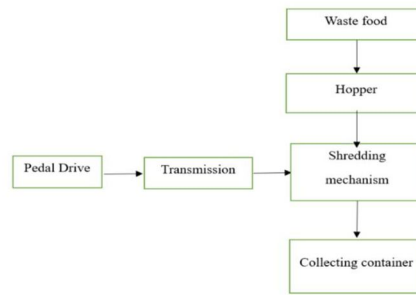 Waste food
Hopper
Pedal Drive
Transmission
Shredding
mechanism
Collecting container